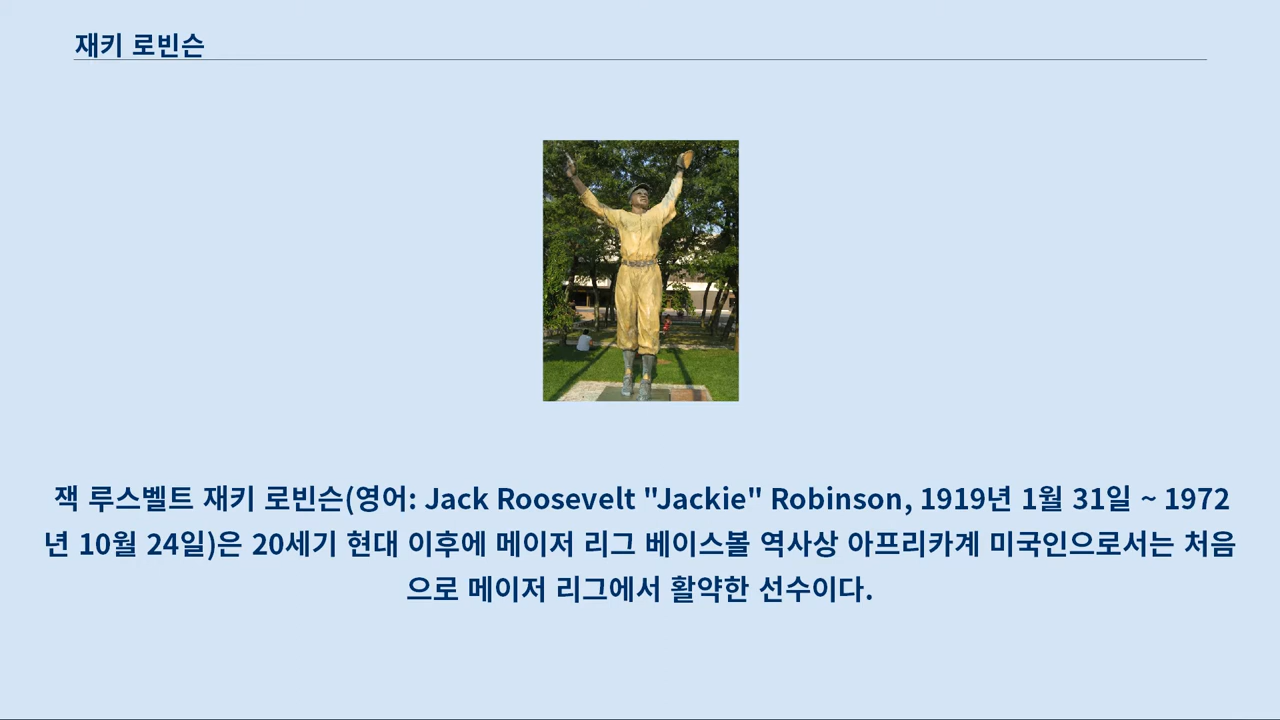 재키 로빈슨
잭 루스벨트 재키 로빈슨(영어: Jack Roosevelt "Jackie" Robinson, 1919년 1월 31일 ~ 1972
년 10월 24일)은 20세기 현대 이후에 메이저 리그 베이스볼 역사상 아프리카계 미국인으로서는 처음
으로 메이저 리그에서 활약한 선수이다.